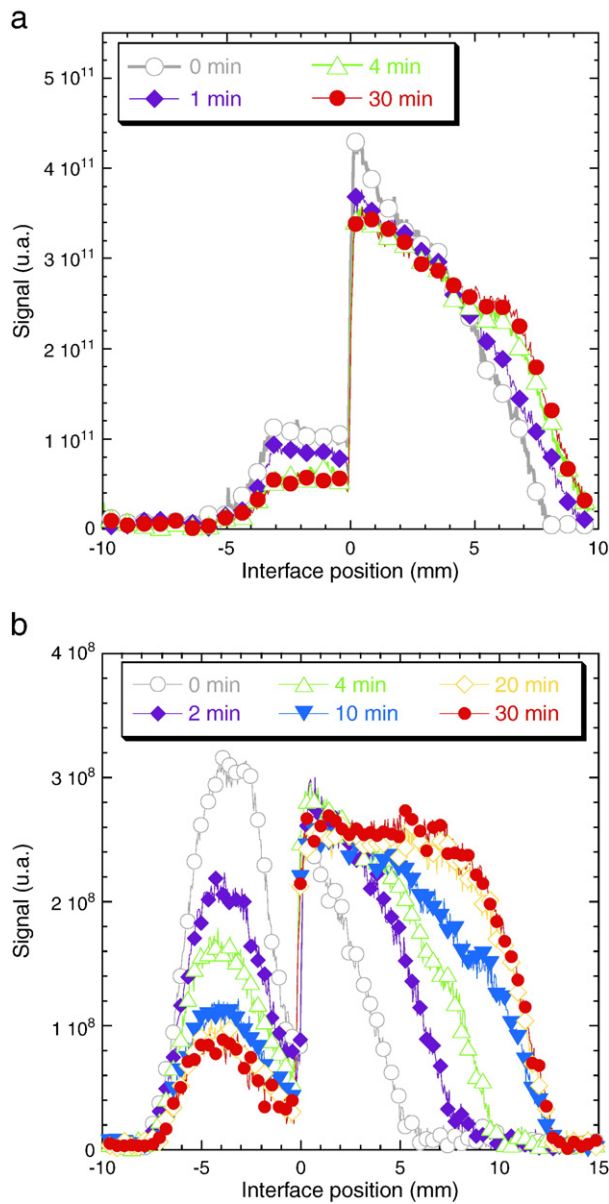 a
5 10¹¹
0 min 4 min
1 min 30 min
4 10¹¹
3 10¹¹
Signal (u.a.)
2 10¹¹
1 10¹¹
0
-10 -5 0 5 10
Interface position (mm)
b
4 10⁸
0 min 4 min 20 min
2 min 10 min 30 min
3 10⁸
Signal (u.a.)
2 10⁸
1 10⁸
0
-10 -5 0 5 10 15
Interface position (mm)